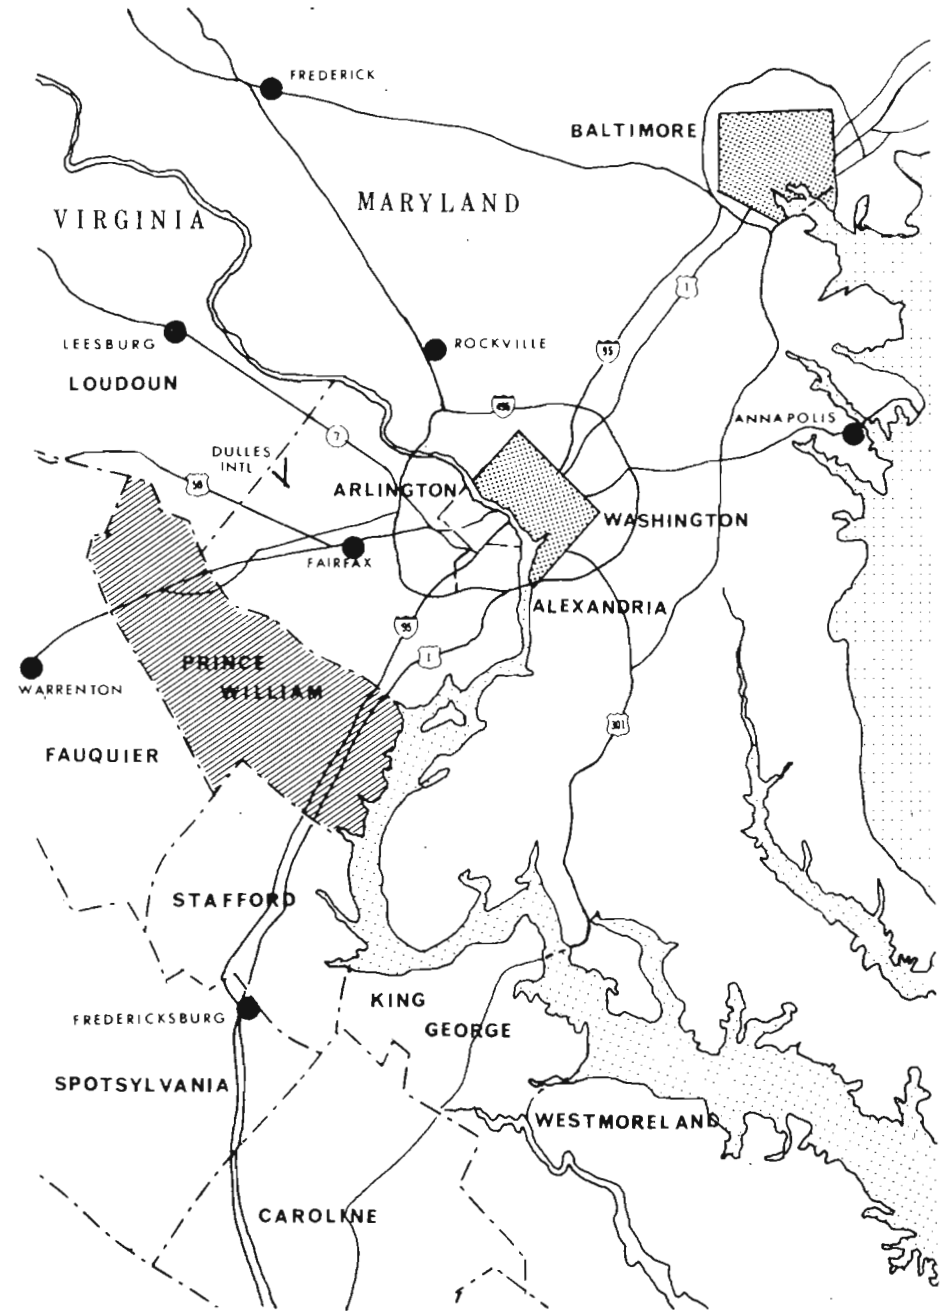 FREDERICK
BALTIMORE
MARYLAND
VIRGINIA
1
LEESBURG
ROCKVILLE
95
LOUDOUN
495
ANNAPOLIS
7
DULLES
INTL
50
ARLINGTON
WASHINGTON
FAIRFAX
ALEXANDRIA
95
1
PRINCE
WILLIAM
WARRENTON
301
FAUQUIER
STAFFORD
KING
FREDERICKSBURG
GEORGE
SPOTSYLVANIA
WESTMORELAND
CAROLINE